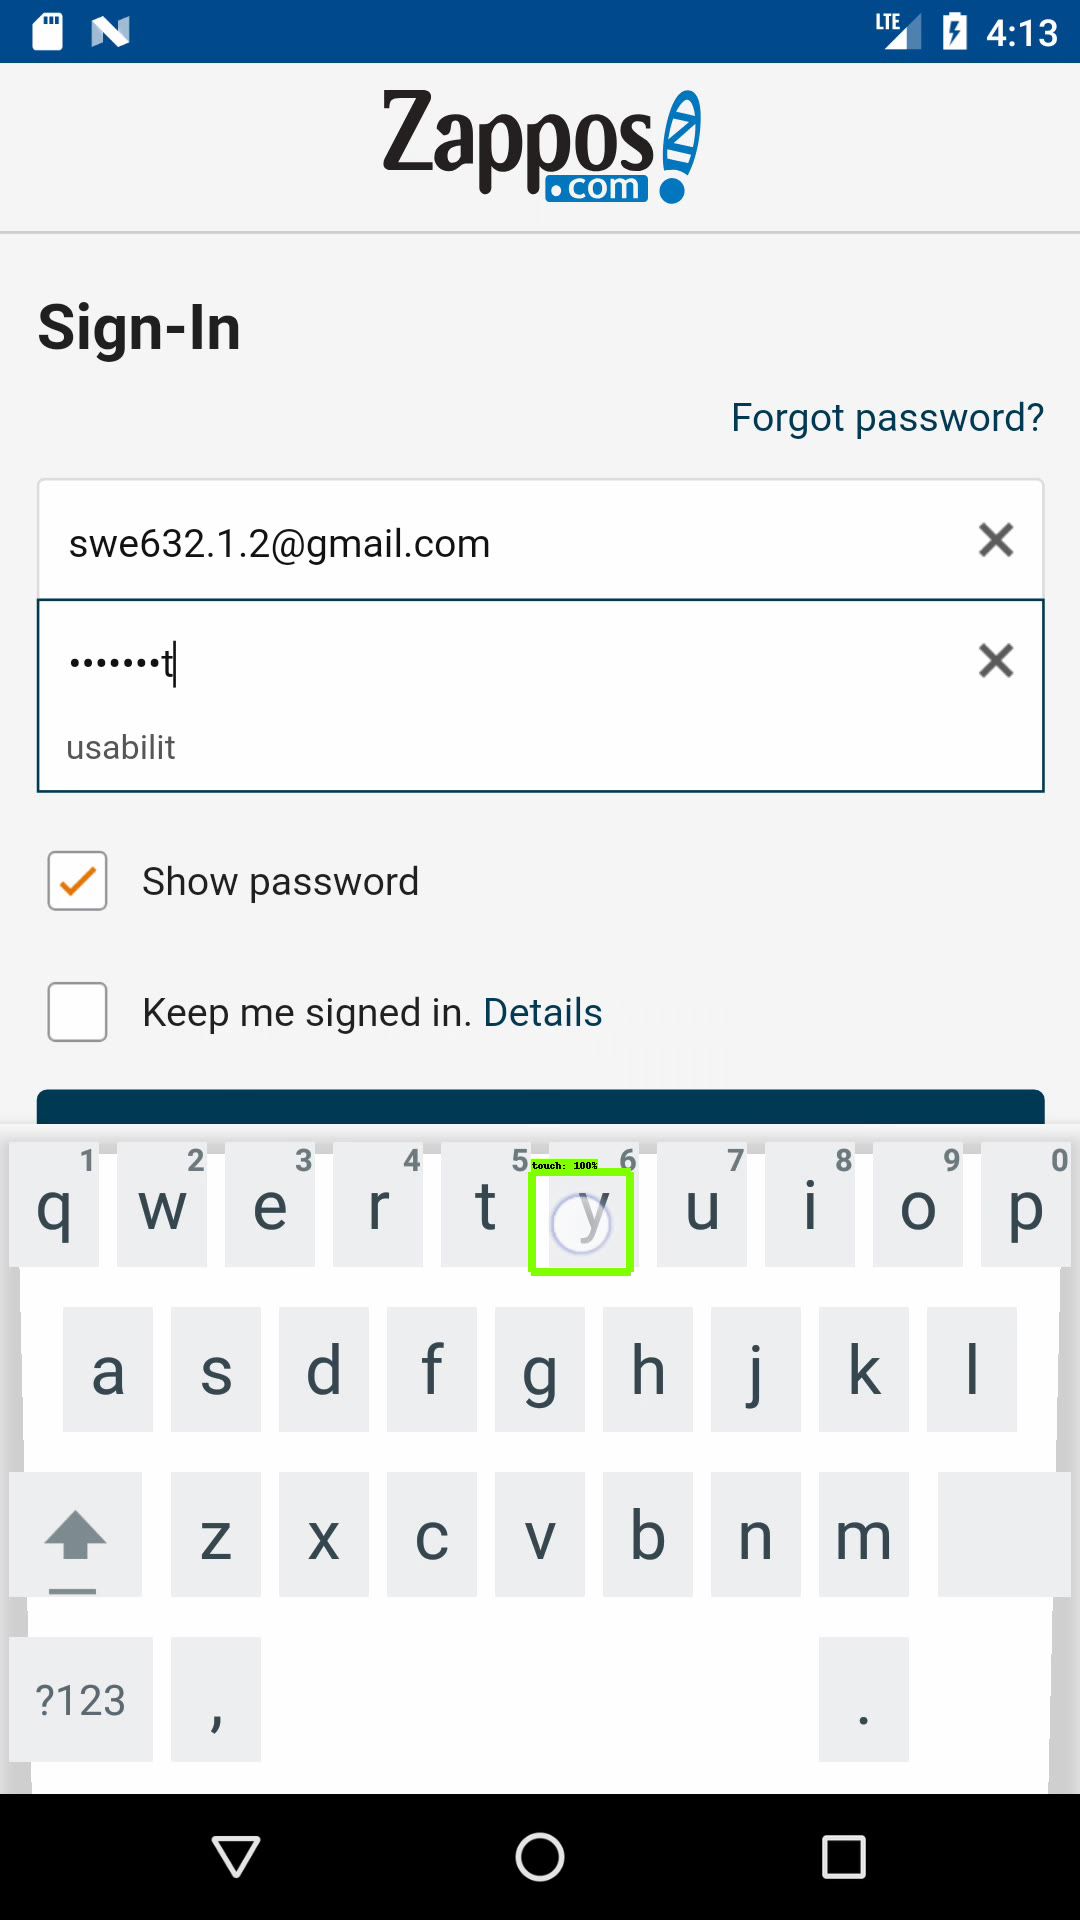 LTE 4:13
Zappos
.com
Sign-In
Forgot password?
swe632.1.2@gmail.com
•••••••t
usabilit
Show password
Keep me signed in. Details
1 2 3 4 5 6 7 8 9 0
touch: 100%
q w e r t y u i o p
a s d f g h j k l
z x c v b n m
?123 , .